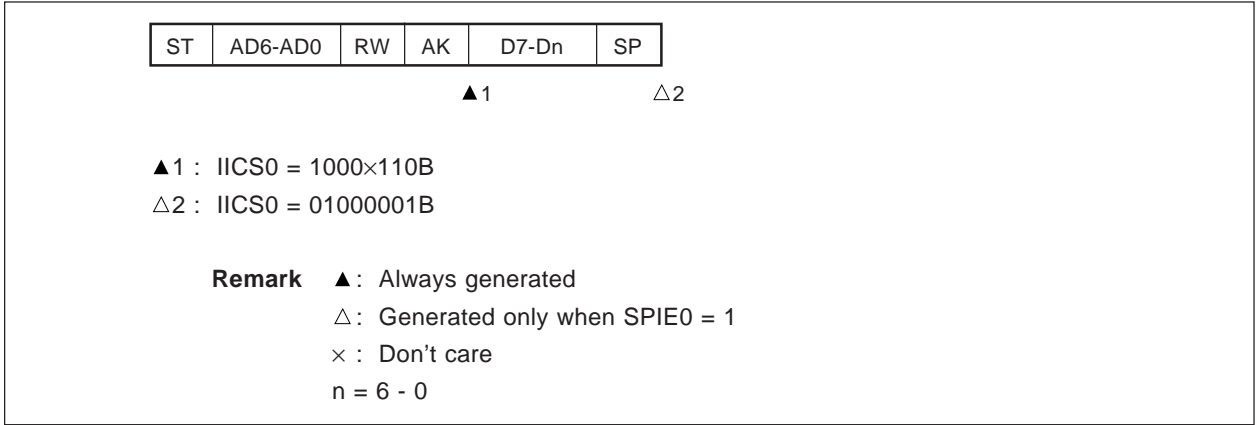 ST AD6-AD0 RW AK D7-Dn SP
▲1 △2
▲1 : IICS0 = 1000×110B
△2 : IICS0 = 01000001B
Remark ▲ : Always generated
△ : Generated only when SPIE0 = 1
× : Don't care
n = 6 - 0